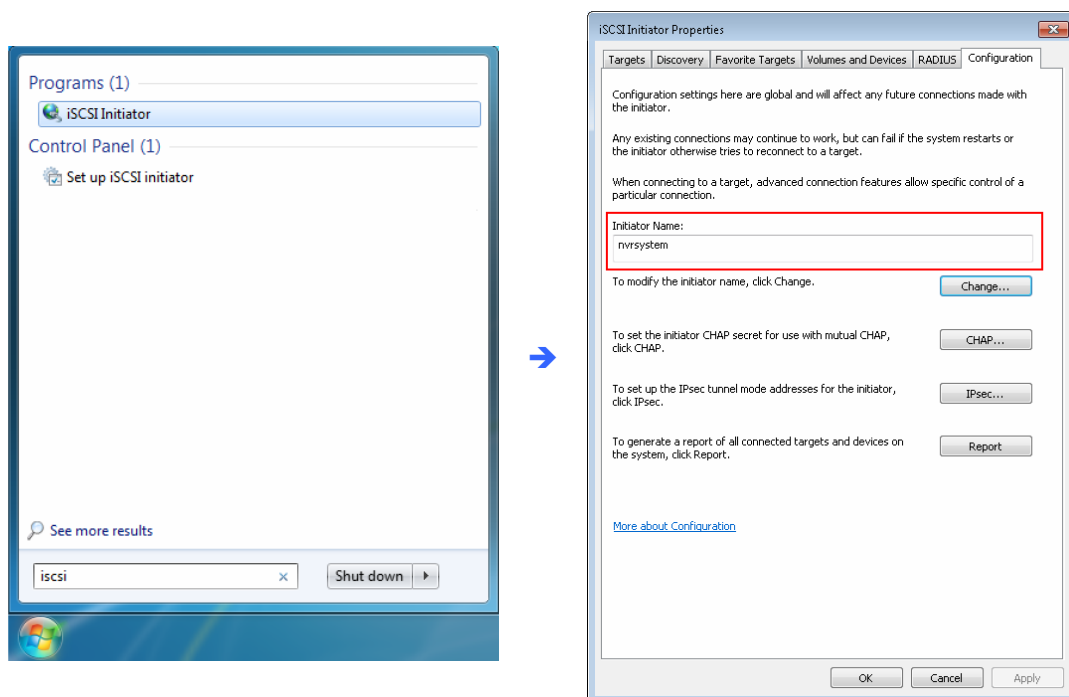 Programs (1)
iSCSI Initiator
Control Panel (1)
Set up iSCSI initiator
See more results
iscsi
Shut down
iSCSI Initiator Properties
Targets
Discovery
Favorite Targets
Volumes and Devices
RADIUS
Configuration
Configuration settings here are global and will affect any future connections made with
the initiator.
Any existing connections may continue to work, but can fail if the system restarts or
the initiator otherwise tries to reconnect to a target.
When connecting to a target, advanced connection features allow specific control of a
particular connection.
Initiator Name:
nvrsystem
To modify the initiator name, click Change.
Change...
To set the initiator CHAP secret for use with mutual CHAP,
click CHAP.
CHAP...
To set up the IPsec tunnel mode addresses for the initiator,
click IPsec.
IPsec...
To generate a report of all connected targets and devices on
the system, click Report.
Report
More about Configuration
OK
Cancel
Apply